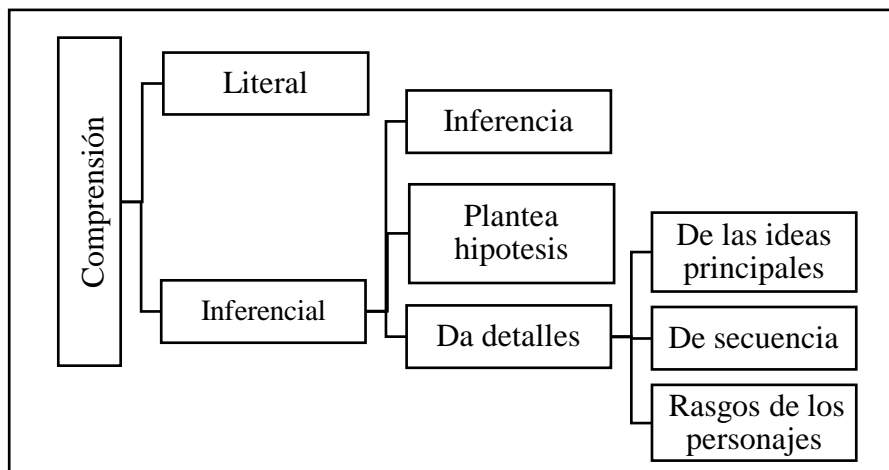 Comprensión
Literal
Inferencial
Inferencia
Plantea
hipotesis
Da detalles
De las ideas
principales
De secuencia
Rasgos de los
personajes